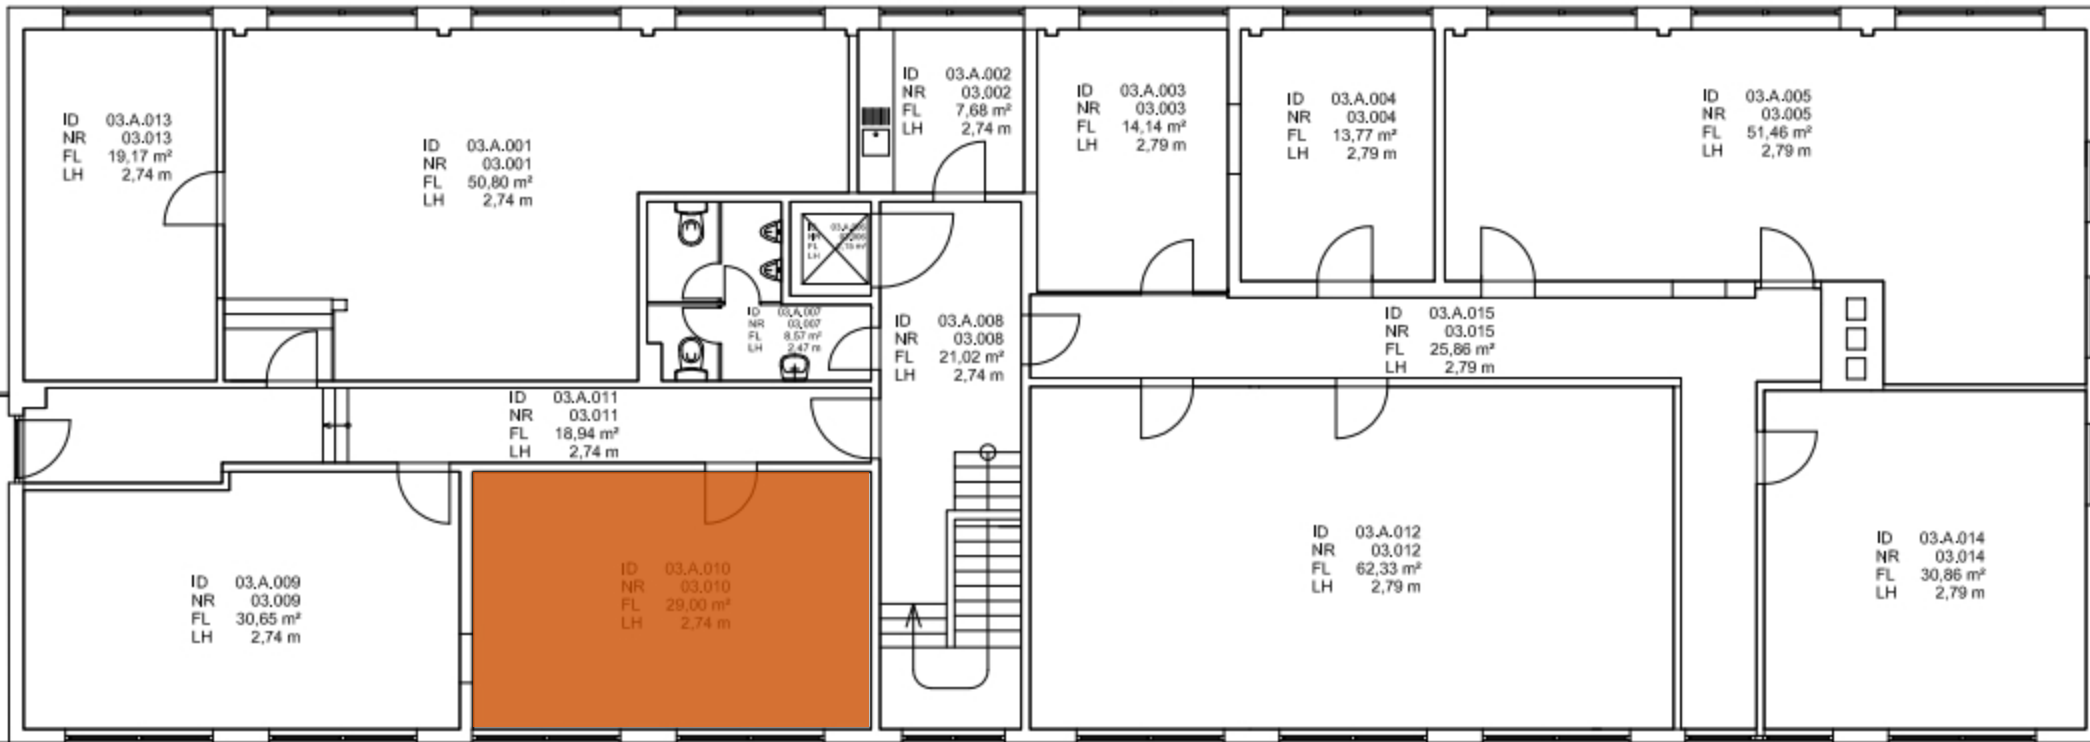 ID 03.A.013
NR 03.013
FL 19,17 m²
LH 2,74 m
ID 03.A.001
NR 03.001
FL 50,80 m²
LH 2,74 m
ID 03.A.002
NR 03.002
FL 7,68 m²
LH 2,74 m
ID 03.A.003
NR 03.003
FL 14,14 m²
LH 2,79 m
ID 03.A.004
NR 03.004
FL 13,77 m²
LH 2,79 m
ID 03.A.005
NR 03.005
FL 51,46 m²
LH 2,79 m
FL
LH
ID 03.A.007
NR 03.007
FL 8,57 m²
LH 2,47 m
ID 03.A.008
NR 03.008
FL 21,02 m²
LH 2,74 m
ID 03.A.015
NR 03.015
FL 25,86 m²
LH 2,79 m
ID 03.A.011
NR 03.011
FL 18,94 m²
LH 2,74 m
ID 03.A.009
NR 03.009
FL 30,65 m²
LH 2,74 m
ID 03.A.010
NR 03.010
FL 29,00 m²
LH 2,74 m
ID 03.A.012
NR 03.012
FL 62,33 m²
LH 2,79 m
ID 03.A.014
NR 03.014
FL 30,86 m²
LH 2,79 m